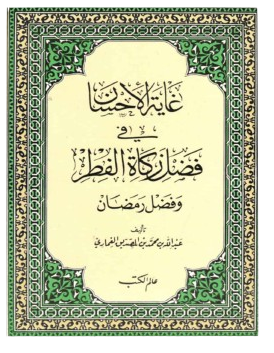 غاية الإحسان
في
فضل زكاة الفطر
وفضل رمضان
تأليف
عبد الله بن محمد بن الصديق الغماري
عالم الكتب